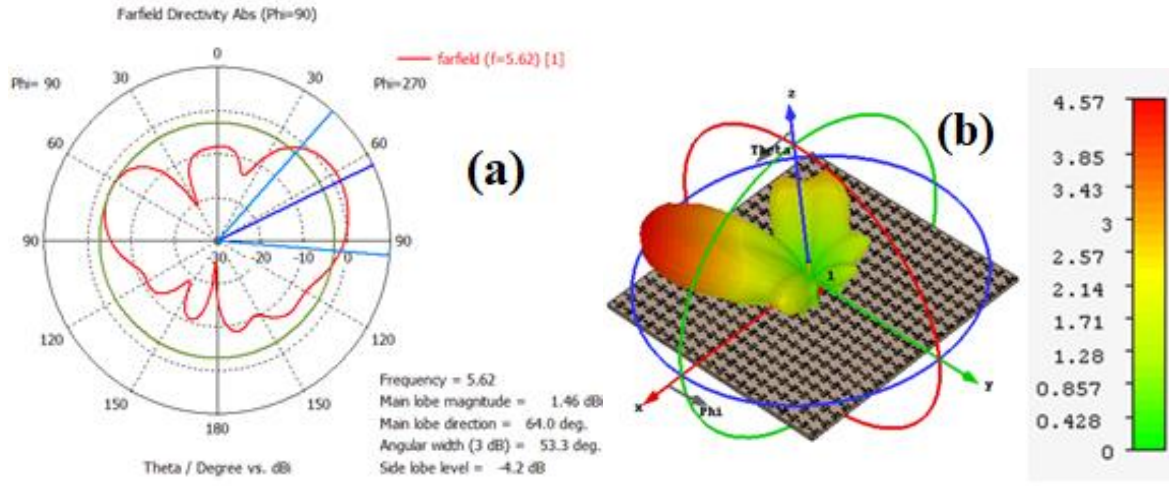 Farfield Directivity Abs (Phi=90)
farfield (f=5.62) [1]
Phi= 90
30
0
30
Phi=270
60
60
90
-30
-20
-10
0
90
120
120
150
150
180
Theta / Degree vs. dBi
Frequency = 5.62
Main lobe magnitude = 1.46 dBi
Main lobe direction = 64.0 deg.
Angular width (3 dB) = 53.3 deg.
Side lobe level = -4.2 dB
(a)
(b)
z
Theta
1
x
Phi
y
4.57
3.85
3.43
3
2.57
2.14
1.71
1.28
0.857
0.428
0